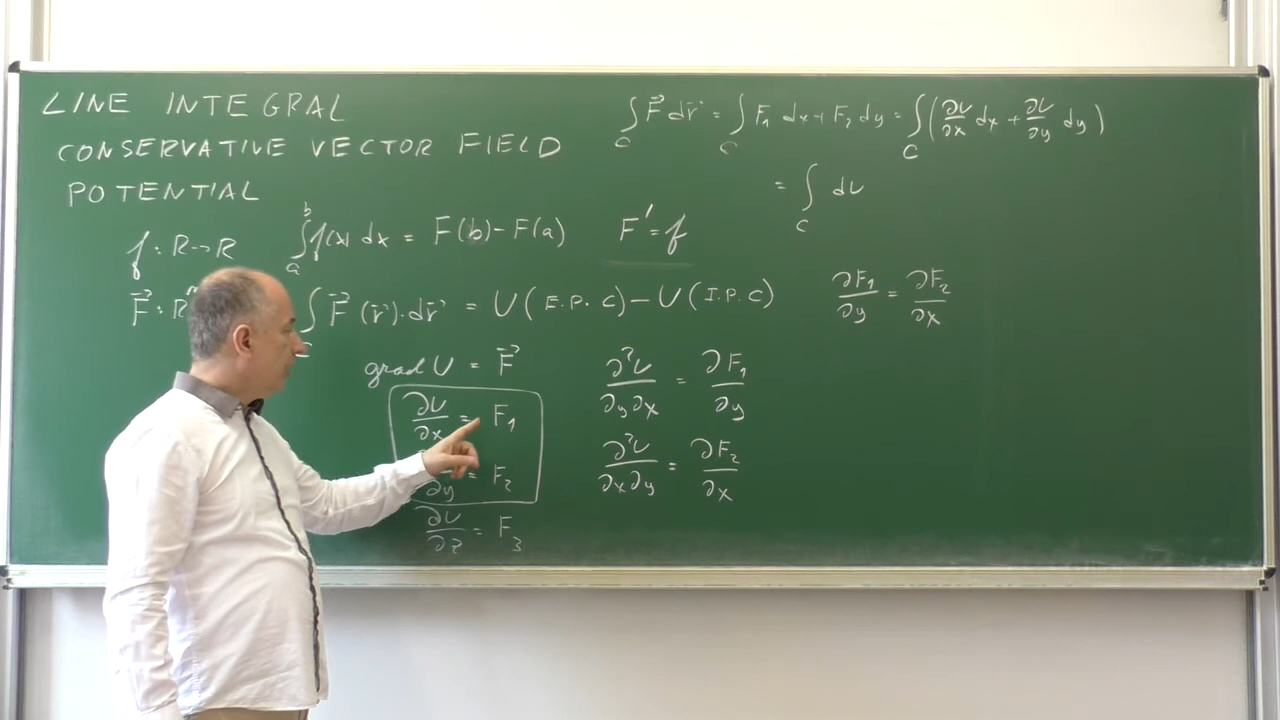 LINE INTEGRAL
CONSERVATIVE VECTOR FIELD
POTENTIAL
f : R → R ∫_a^b f(x) dx = F(b) − F(a) F' = f
F⃗ : R ∫ F⃗(r⃗)·dr⃗ = U(E.P. C) − U(I.P. C)
grad U = F⃗
∂U/∂x = F₁
∂y = F₂
∂U/∂z = F₃
∂²U/∂y∂x = ∂F₁/∂y
∂²U/∂x∂y = ∂F₂/∂x
∫_C F⃗ dr⃗ = ∫_C F₁ dx + F₂ dy = ∫_C (∂U/∂x dx + ∂U/∂y dy)
= ∫_C dU
∂F₁/∂y = ∂F₂/∂x